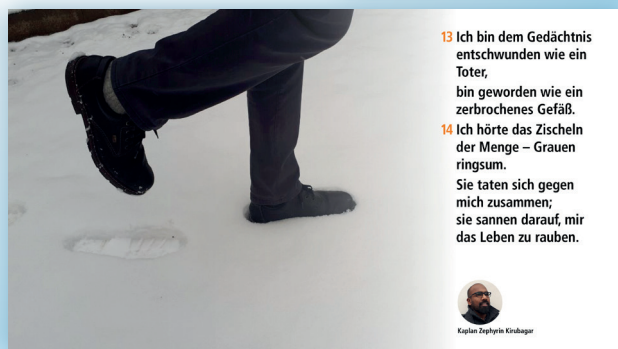 13 Ich bin dem Gedächtnis
entschwunden wie ein
Toter,
bin geworden wie ein
zerbrochenes Gefäß.
14 Ich hörte das Zischeln
der Menge – Grauen
ringsum.
Sie taten sich gegen
mich zusammen;
sie sannen darauf, mir
das Leben zu rauben.
Kaplan Zephyrin Kirubagar